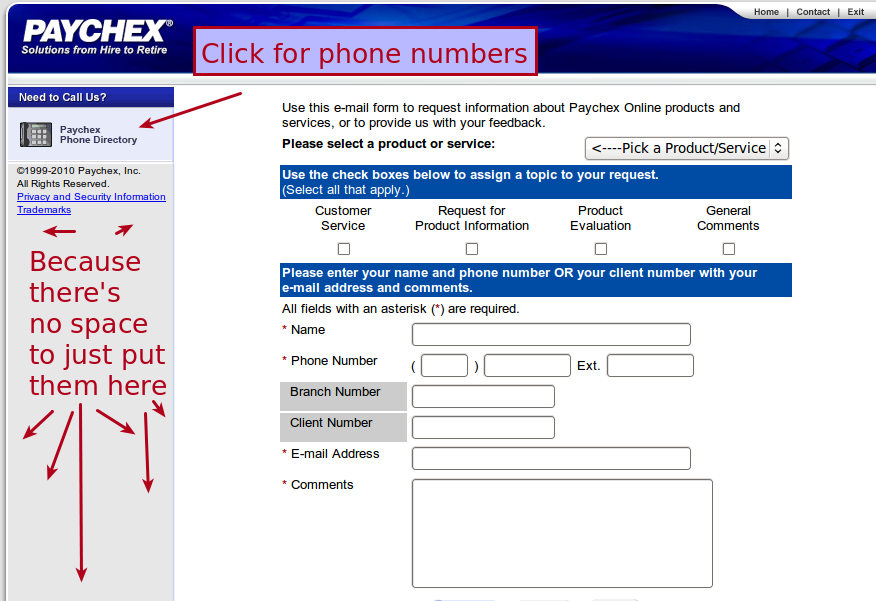 Home | Contact | Exit
PAYCHEX®
Solutions from Hire to Retire
Click for phone numbers
Need to Call Us?
Paychex
Phone Directory
©1999-2010 Paychex, Inc.
All Rights Reserved.
Privacy and Security Information
Trademarks
Because
there's
no space
to just put
them here
Use this e-mail form to request information about Paychex Online products and
services, or to provide us with your feedback.
Please select a product or service:
<----Pick a Product/Service
Use the check boxes below to assign a topic to your request.
(Select all that apply.)
Customer
Service
Request for
Product Information
Product
Evaluation
General
Comments
Please enter your name and phone number OR your client number with your
e-mail address and comments.
All fields with an asterisk (*) are required.
* Name
* Phone Number ( ) Ext.
Branch Number
Client Number
* E-mail Address
* Comments